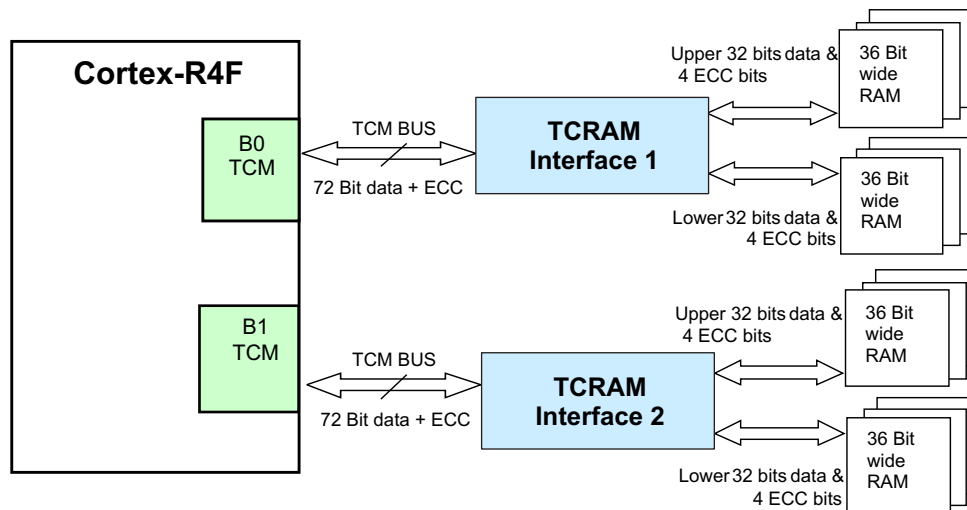 Cortex-R4F
B0
TCM
B1
TCM
TCM BUS
72 Bit data + ECC
TCRAM
Interface 1
Upper 32 bits data &
4 ECC bits
36 Bit
wide
RAM
Lower 32 bits data &
4 ECC bits
36 Bit
wide
RAM
TCM BUS
72 Bit data + ECC
TCRAM
Interface 2
Upper 32 bits data &
4 ECC bits
36 Bit
wide
RAM
Lower 32 bits data &
4 ECC bits
36 Bit
wide
RAM